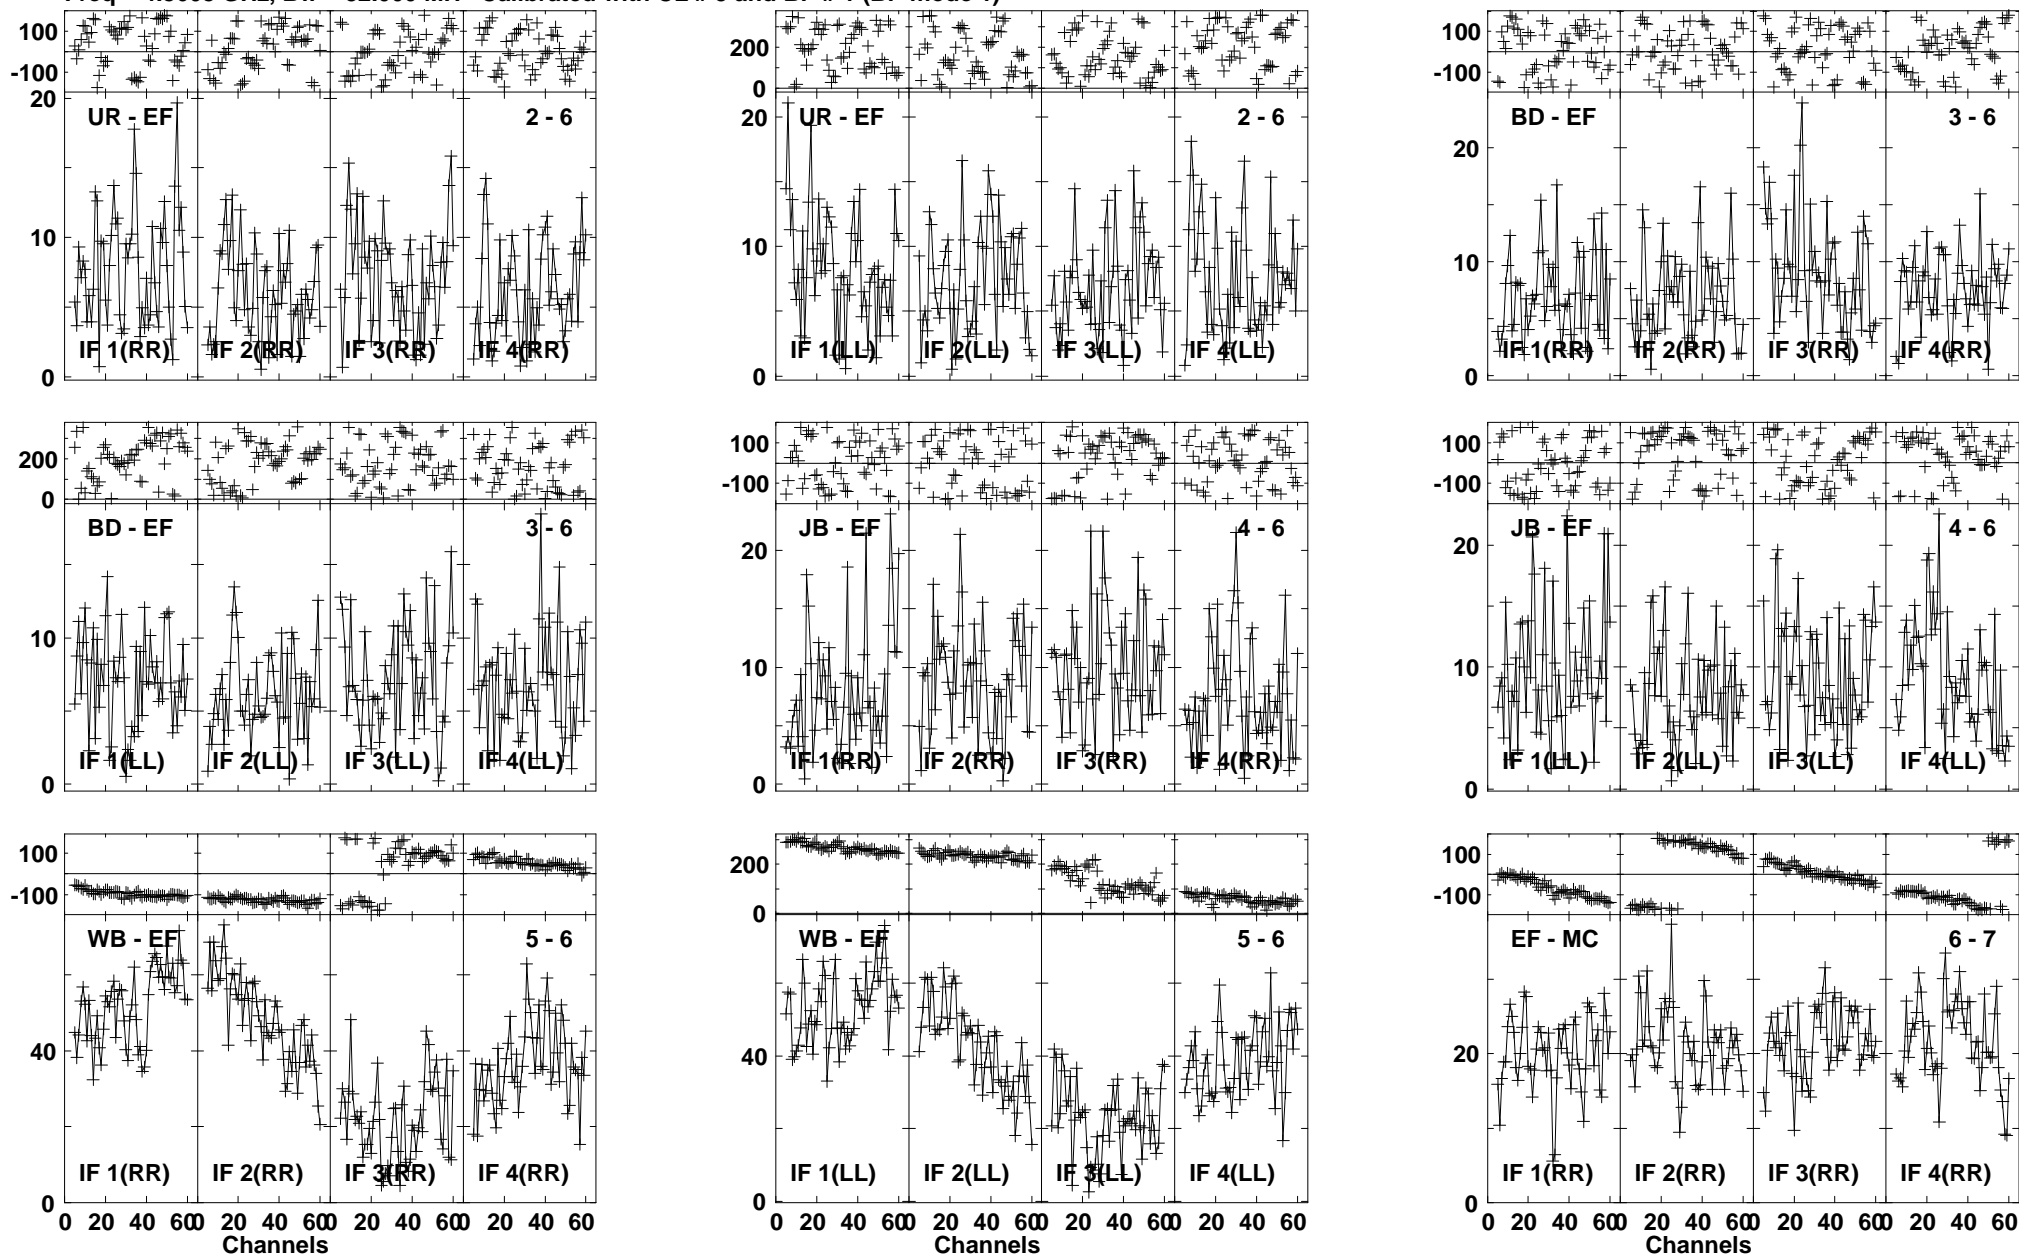 100
-100
20
10
0
UR - EF
2 - 6
IF 1(RR)
IF 2(RR)
IF 3(RR)
IF 4(RR)
200
0
20
10
0
UR - EF
2 - 6
IF 1(LL)
IF 2(LL)
IF 3(LL)
IF 4(LL)
100
-100
20
10
0
BD - EF
3 - 6
IF 1(RR)
IF 2(RR)
IF 3(RR)
IF 4(RR)
200
0
10
0
BD - EF
3 - 6
IF 1(LL)
IF 2(LL)
IF 3(LL)
IF 4(LL)
100
-100
20
10
0
JB - EF
4 - 6
IF 1(RR)
IF 2(RR)
IF 3(RR)
IF 4(RR)
100
-100
20
10
0
JB - EF
4 - 6
IF 1(LL)
IF 2(LL)
IF 3(LL)
IF 4(LL)
100
-100
40
0
WB - EF
5 - 6
IF 1(RR)
IF 2(RR)
IF 3(RR)
IF 4(RR)
0 20 40 60 0 20 40 60 0 20 40 60 0 20 40 60
Channels
200
0
40
0
WB - EF
5 - 6
IF 1(LL)
IF 2(LL)
IF 3(LL)
IF 4(LL)
0 20 40 60 0 20 40 60 0 20 40 60 0 20 40 60
Channels
100
-100
20
0
EF - MC
6 - 7
IF 1(RR)
IF 2(RR)
IF 3(RR)
IF 4(RR)
0 20 40 60 0 20 40 60 0 20 40 60 0 20 40 60
Channels